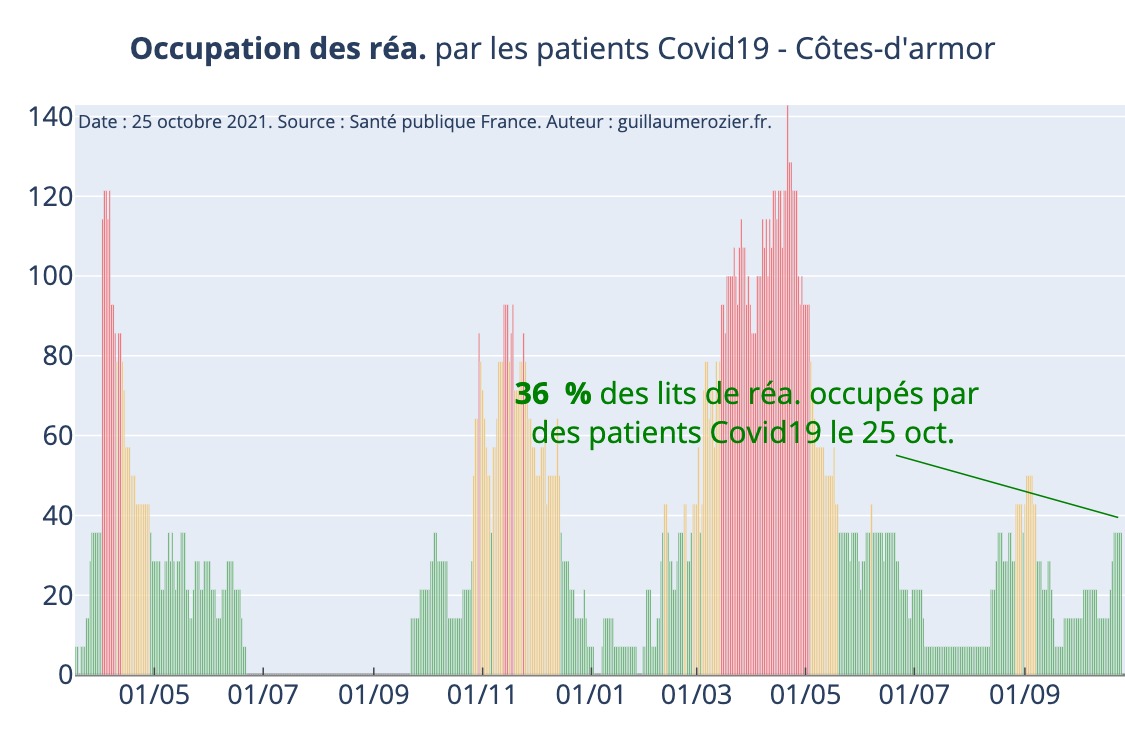 Occupation des réa. par les patients Covid19 - Côtes-d'armor
140
Date : 25 octobre 2021. Source : Santé publique France. Auteur : guillaumerozier.fr.
120
100
80
36 % des lits de réa. occupés par
des patients Covid19 le 25 oct.
60
40
20
0
01/05 01/07 01/09 01/11 01/01 01/03 01/05 01/07 01/09